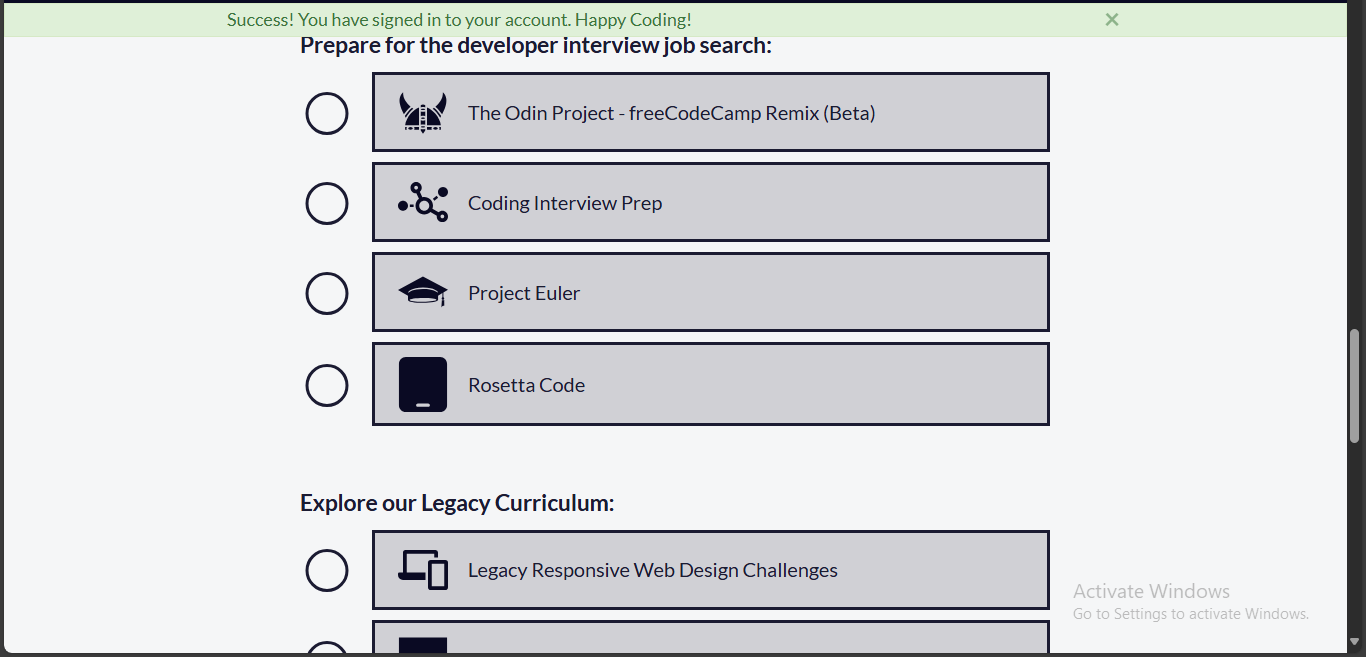 Success! You have signed in to your account. Happy Coding!
Prepare for the developer interview job search:
The Odin Project - freeCodeCamp Remix (Beta)
Coding Interview Prep
Project Euler
Rosetta Code
Explore our Legacy Curriculum:
Legacy Responsive Web Design Challenges
Activate Windows
Go to Settings to activate Windows.